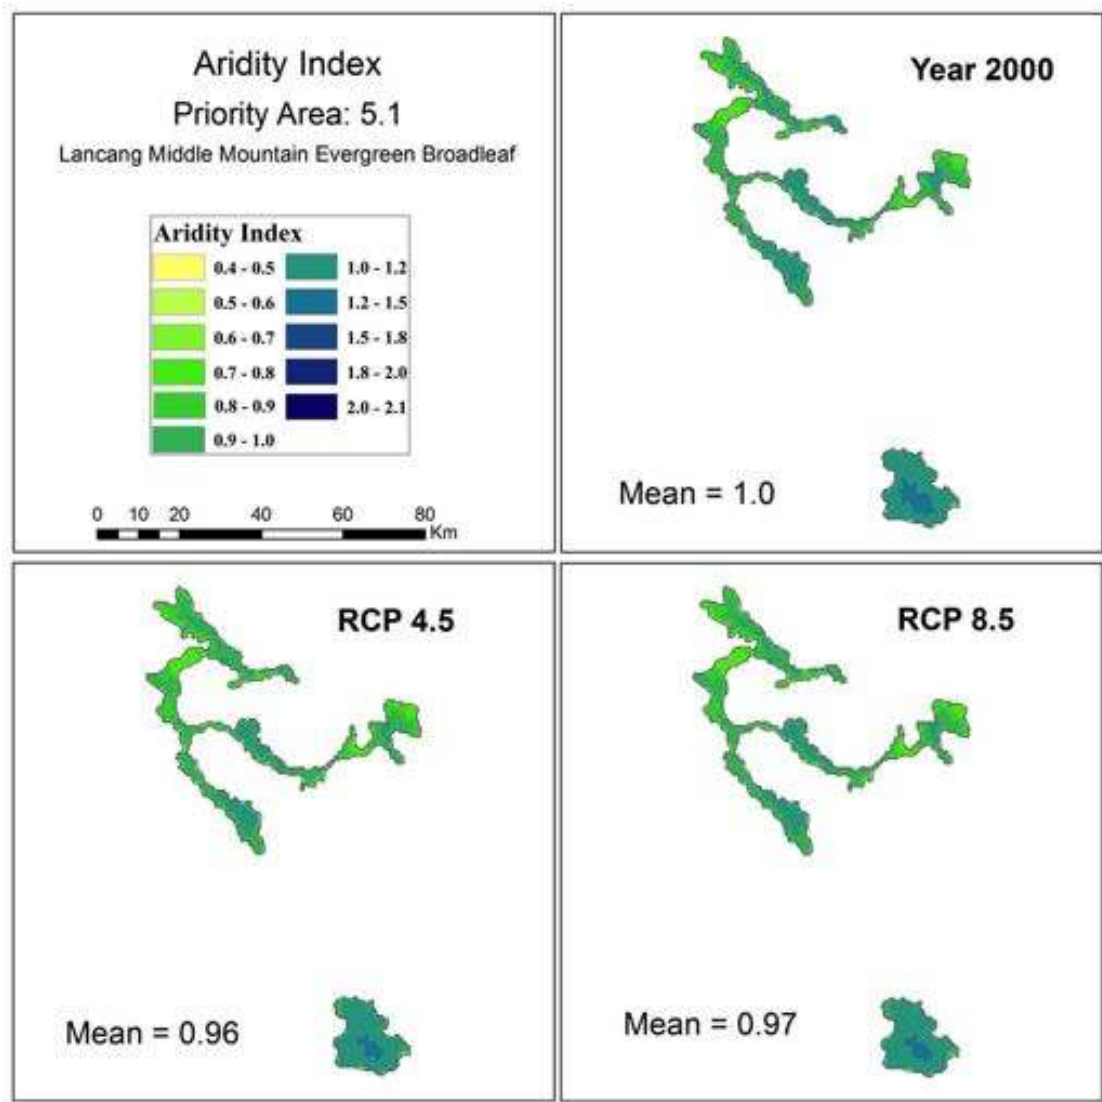 Aridity Index
Priority Area: 5.1
Lancang Middle Mountain Evergreen Broadleaf
Aridity Index
0.4 - 0.5
1.0 - 1.2
0.5 - 0.6
1.2 - 1.5
0.6 - 0.7
1.5 - 1.8
0.7 - 0.8
1.8 - 2.0
0.8 - 0.9
2.0 - 2.1
0.9 - 1.0
0 10 20 40 60 80
Km
Year 2000
Mean = 1.0
RCP 4.5
Mean = 0.96
RCP 8.5
Mean = 0.97